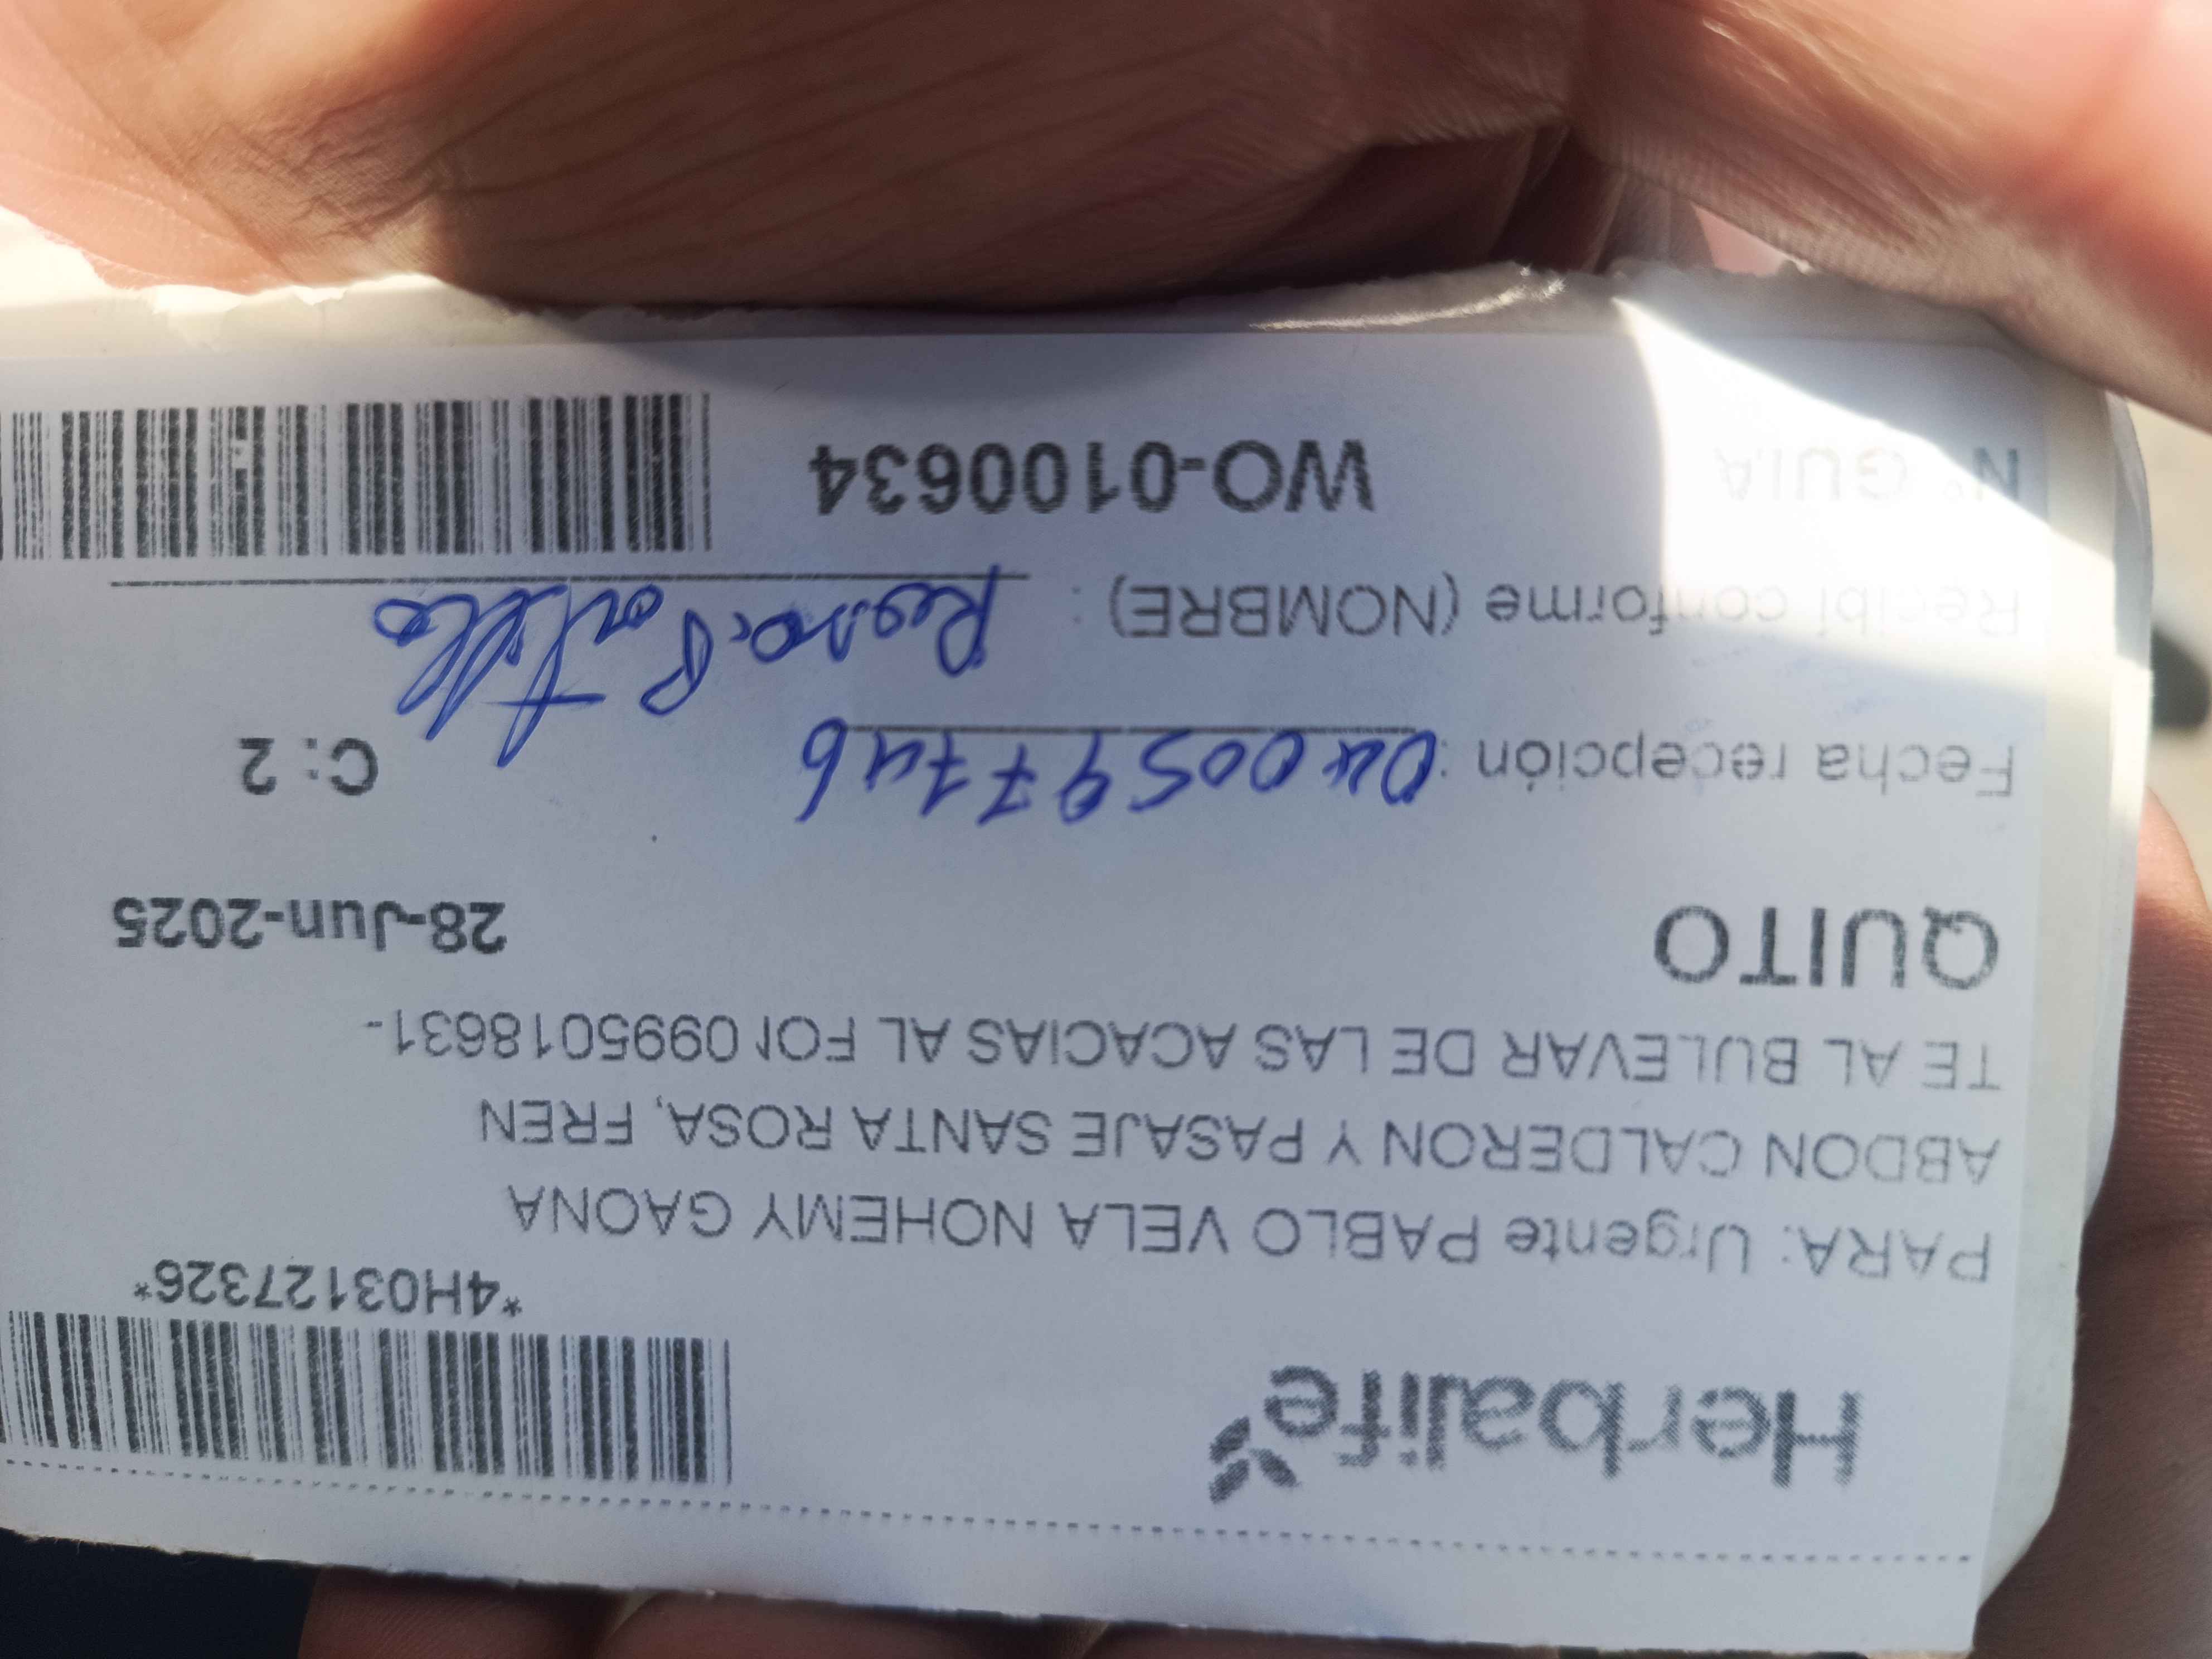 Herbalife
*4H03127326*
PARA: Urgente PABLO VELA NOHEMY GAONA
ABDON CALDERON Y PASAJE SANTA ROSA, FREN
TE AL BULEVAR DE LAS ACACIAS AL FOI 0995018631-
QUITO 28-Jun-2025
Fecha recepción : C: 2
Recibí conforme (NOMBRE) :
N° GUIA WO-0100634